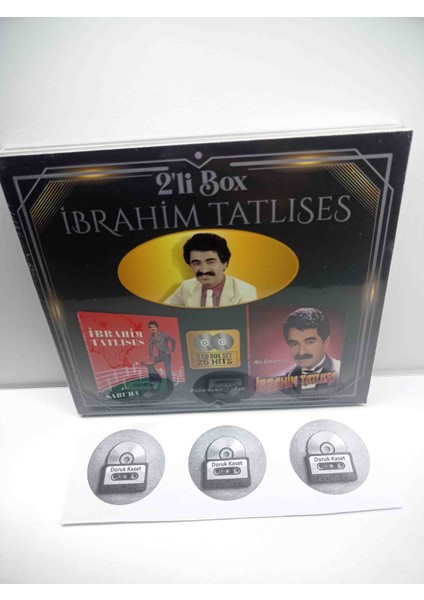 2'li Box
İBRAHİM TATLISES
İBRAHİM
TATLISES
2 CD BOX SET
25 HITS
İBRAHİM TATLISES
Doruk Kaset
Doruk Kaset
Doruk Kaset